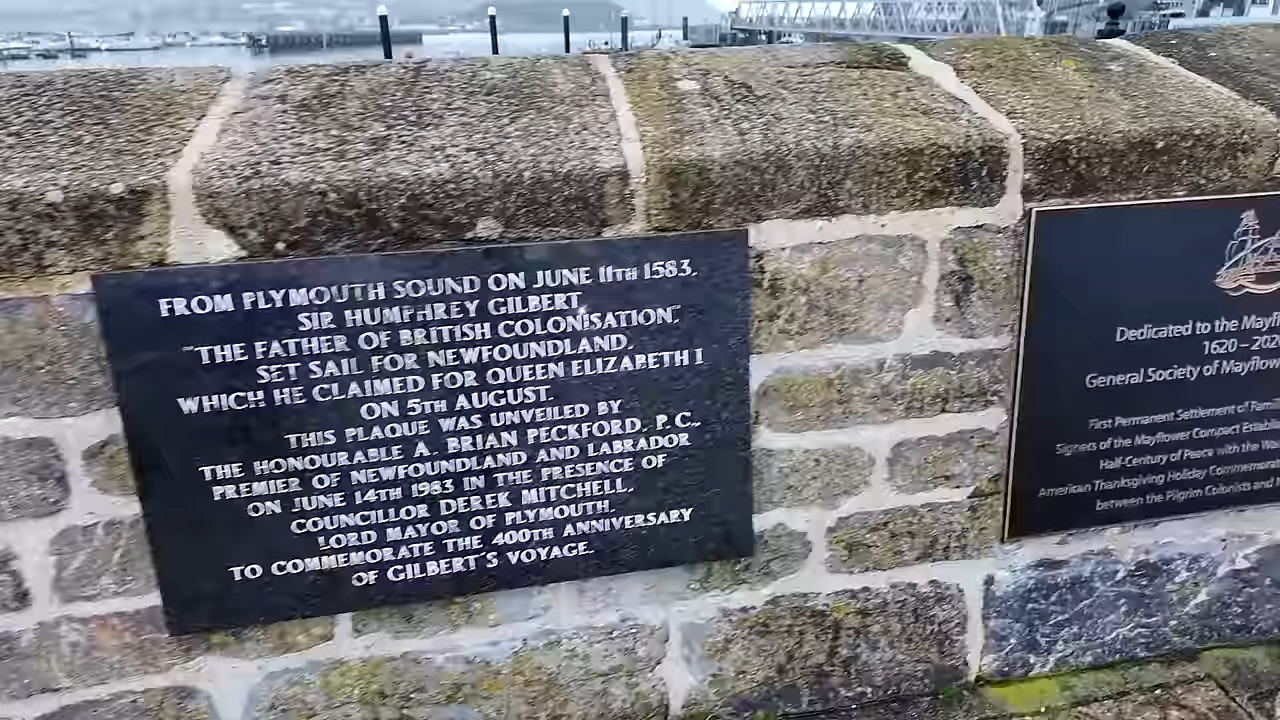 FROM PLYMOUTH SOUND ON JUNE 11TH 1583,
SIR HUMPHREY GILBERT,
"THE FATHER OF BRITISH COLONISATION",
SET SAIL FOR NEWFOUNDLAND,
WHICH HE CLAIMED FOR QUEEN ELIZABETH I
ON 5TH AUGUST.
THIS PLAQUE WAS UNVEILED BY
THE HONOURABLE A. BRIAN PECKFORD, P.C.,
PREMIER OF NEWFOUNDLAND AND LABRADOR
ON JUNE 14TH 1983 IN THE PRESENCE OF
COUNCILLOR DEREK MITCHELL,
LORD MAYOR OF PLYMOUTH,
TO COMMEMORATE THE 400TH ANNIVERSARY
OF GILBERT'S VOYAGE.
Dedicated to the
1620 – 202
General Society of
First Permanent Settlement of
Signers of the Mayflower Compact
Half-Century of Peace with the
American Thanksgiving Holiday
between the Pilgrim Colonists and